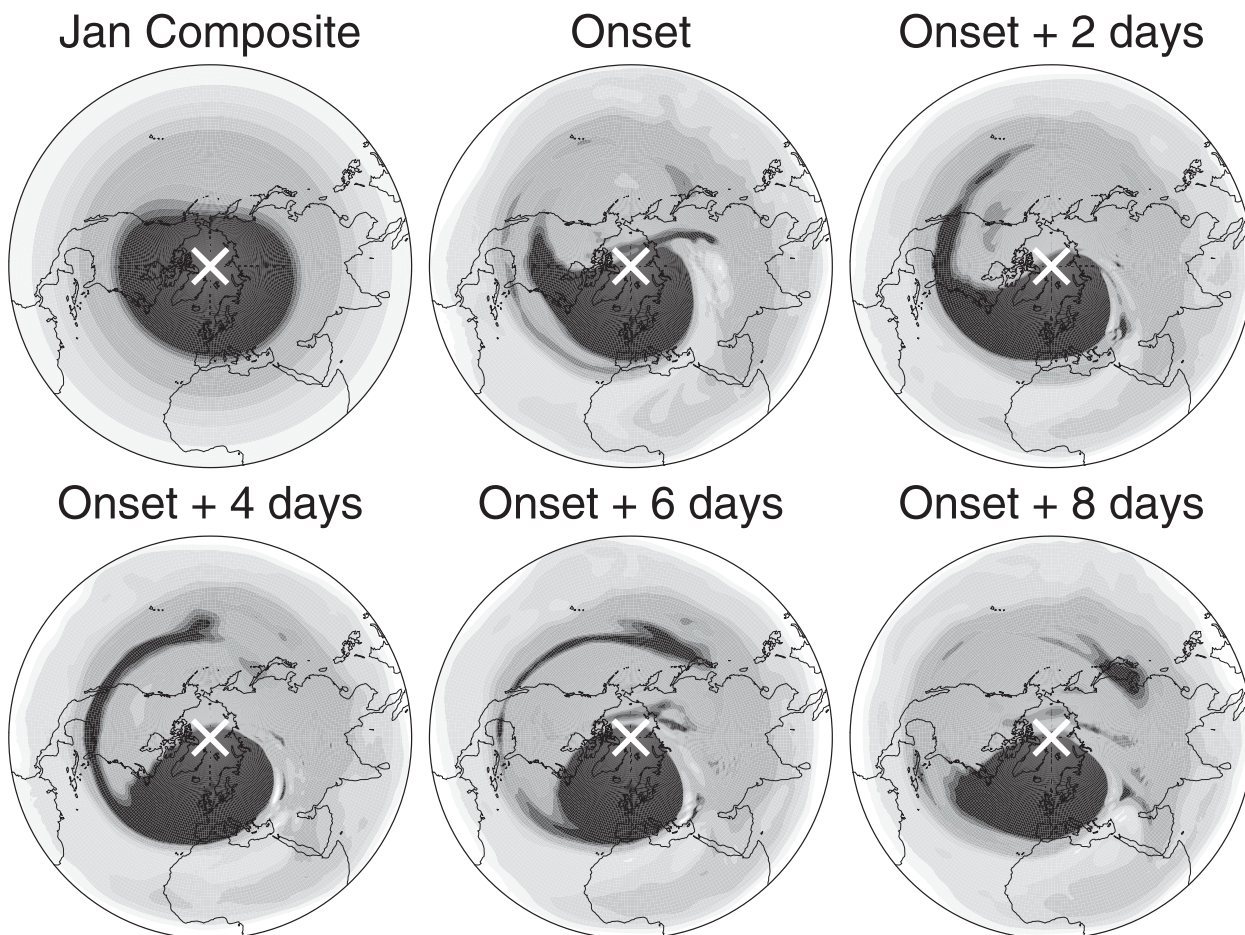 Jan Composite
Onset
Onset + 2 days
Onset + 4 days
Onset + 6 days
Onset + 8 days